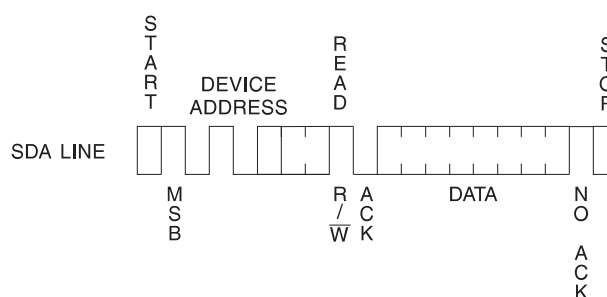 START
DEVICE
ADDRESS
READ
STOP
SDA LINE
MSB
R/W
ACK
DATA
NO ACK